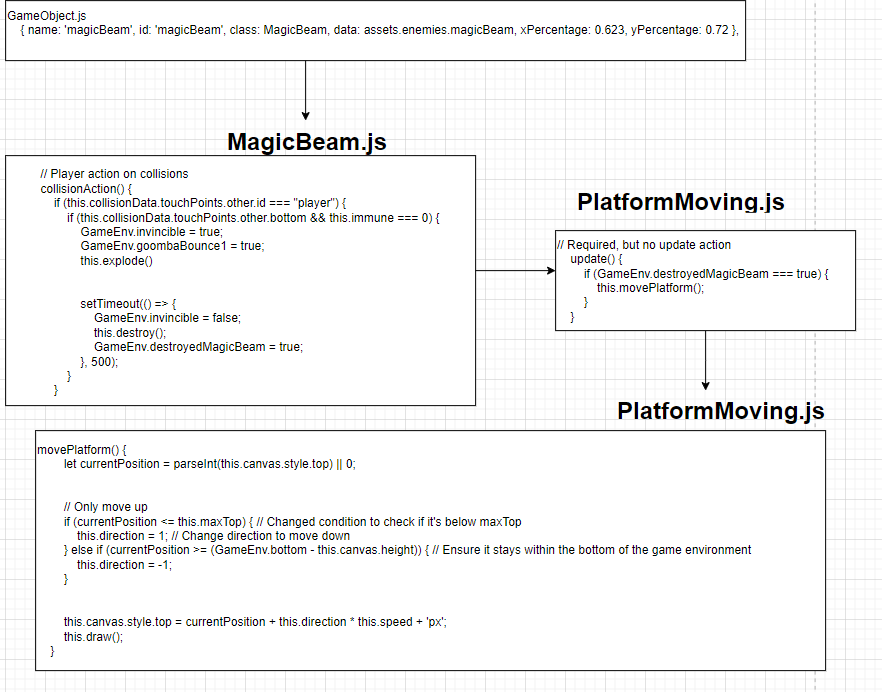 GameObject.js
{ name: 'magicBeam', id: 'magicBeam', class: MagicBeam, data: assets.enemies.magicBeam, xPercentage: 0.623, yPercentage: 0.72 },
MagicBeam.js
// Player action on collisions
collisionAction() {
if (this.collisionData.touchPoints.other.id === "player") {
if (this.collisionData.touchPoints.other.bottom && this.immune === 0) {
GameEnv.invincible = true;
GameEnv.goombaBounce1 = true;
this.explode()
setTimeout(() => {
GameEnv.invincible = false;
this.destroy();
GameEnv.destroyedMagicBeam = true;
}, 500);
}
}
PlatformMoving.js
// Required, but no update action
update() {
if (GameEnv.destroyedMagicBeam === true) {
this.movePlatform();
}
}
PlatformMoving.js
movePlatform() {
let currentPosition = parseInt(this.canvas.style.top) || 0;
// Only move up
if (currentPosition <= this.maxTop) { // Changed condition to check if it's below maxTop
this.direction = 1; // Change direction to move down
} else if (currentPosition >= (GameEnv.bottom - this.canvas.height)) { // Ensure it stays within the bottom of the game environment
this.direction = -1;
}
this.canvas.style.top = currentPosition + this.direction * this.speed + 'px';
this.draw();
}